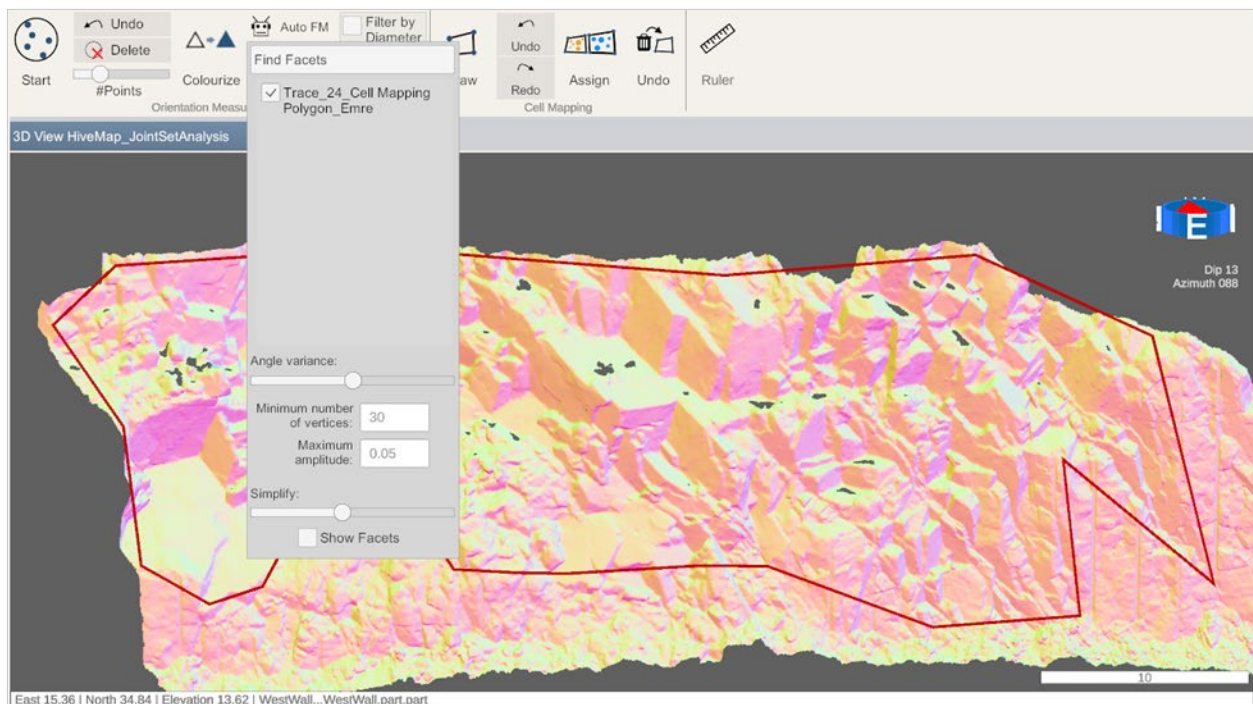 Undo
Delete
Start
#Points
Colourize
Auto FM
Filter by
Diameter
Orientation Measu
Find Facets
Trace_24_Cell Mapping
Polygon_Emre
Angle variance:
Minimum number
of vertices:
30
Maximum
amplitude:
0.05
Simplify:
Show Facets
aw
Undo
Redo
Assign
Undo
Cell Mapping
Ruler
3D View HiveMap_JointSetAnalysis
E
Dip 13
Azimuth 088
10
East 15.36 | North 34.84 | Elevation 13.62 | WestWall...WestWall.part.part